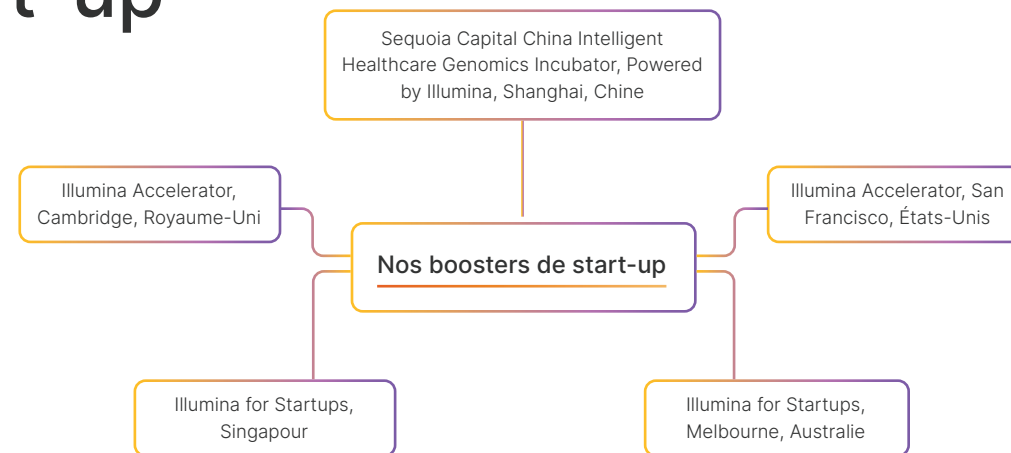 t-up
Sequoia Capital China Intelligent
Healthcare Genomics Incubator, Powered
by Illumina, Shanghai, Chine
Illumina Accelerator,
Cambridge, Royaume-Uni
Illumina Accelerator, San
Francisco, États-Unis
Nos boosters de start-up
Illumina for Startups,
Singapour
Illumina for Startups,
Melbourne, Australie